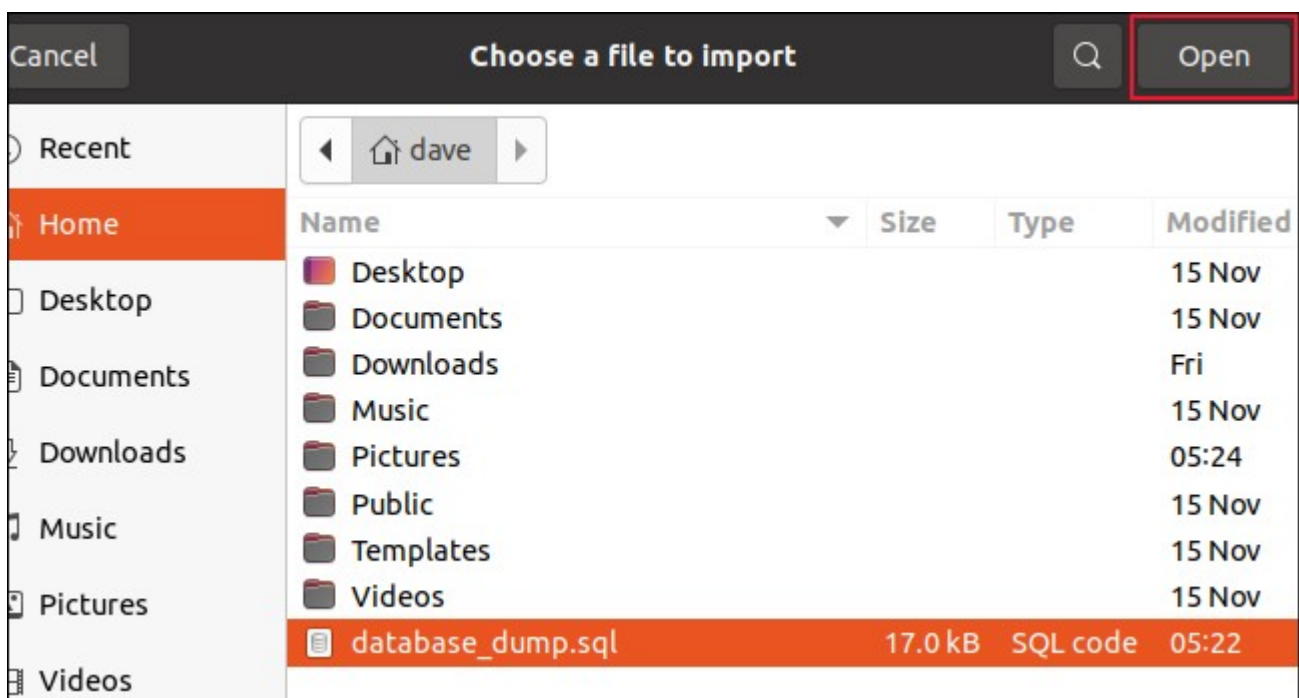 Cancel Choose a file to import Open
Recent
Home
Desktop
Documents
Downloads
Music
Pictures
Videos
dave
Name Size Type Modified
Desktop 15 Nov
Documents 15 Nov
Downloads Fri
Music 15 Nov
Pictures 05:24
Public 15 Nov
Templates 15 Nov
Videos 15 Nov
database_dump.sql 17.0 kB SQL code 05:22